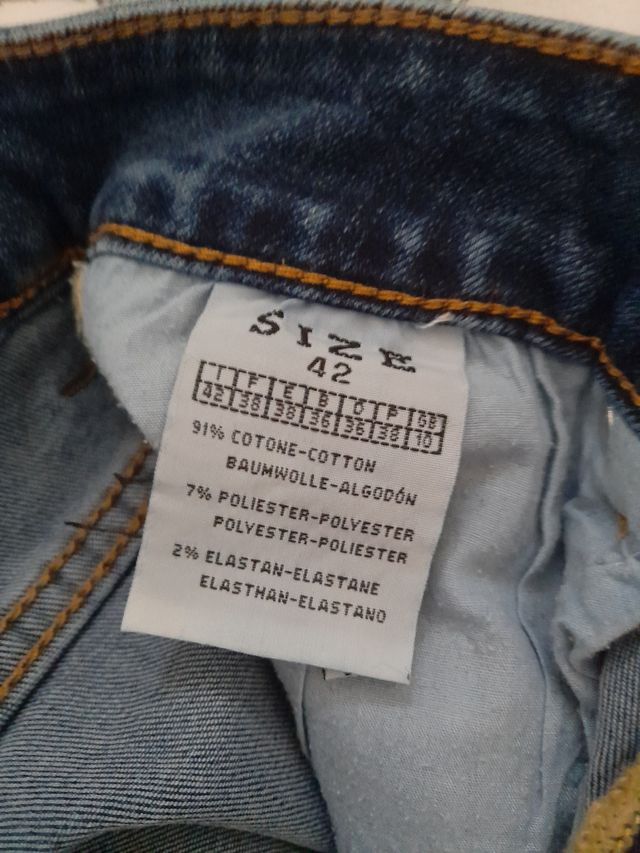 SIZE
42
I F E B D P GB
42 38 38 36 36 38 10
91% COTONE-COTTON
BAUMWOLLE-ALGODÓN
7% POLIESTER-POLYESTER
POLYESTER-POLIESTER
2% ELASTAN-ELASTANE
ELASTHAN-ELASTANO